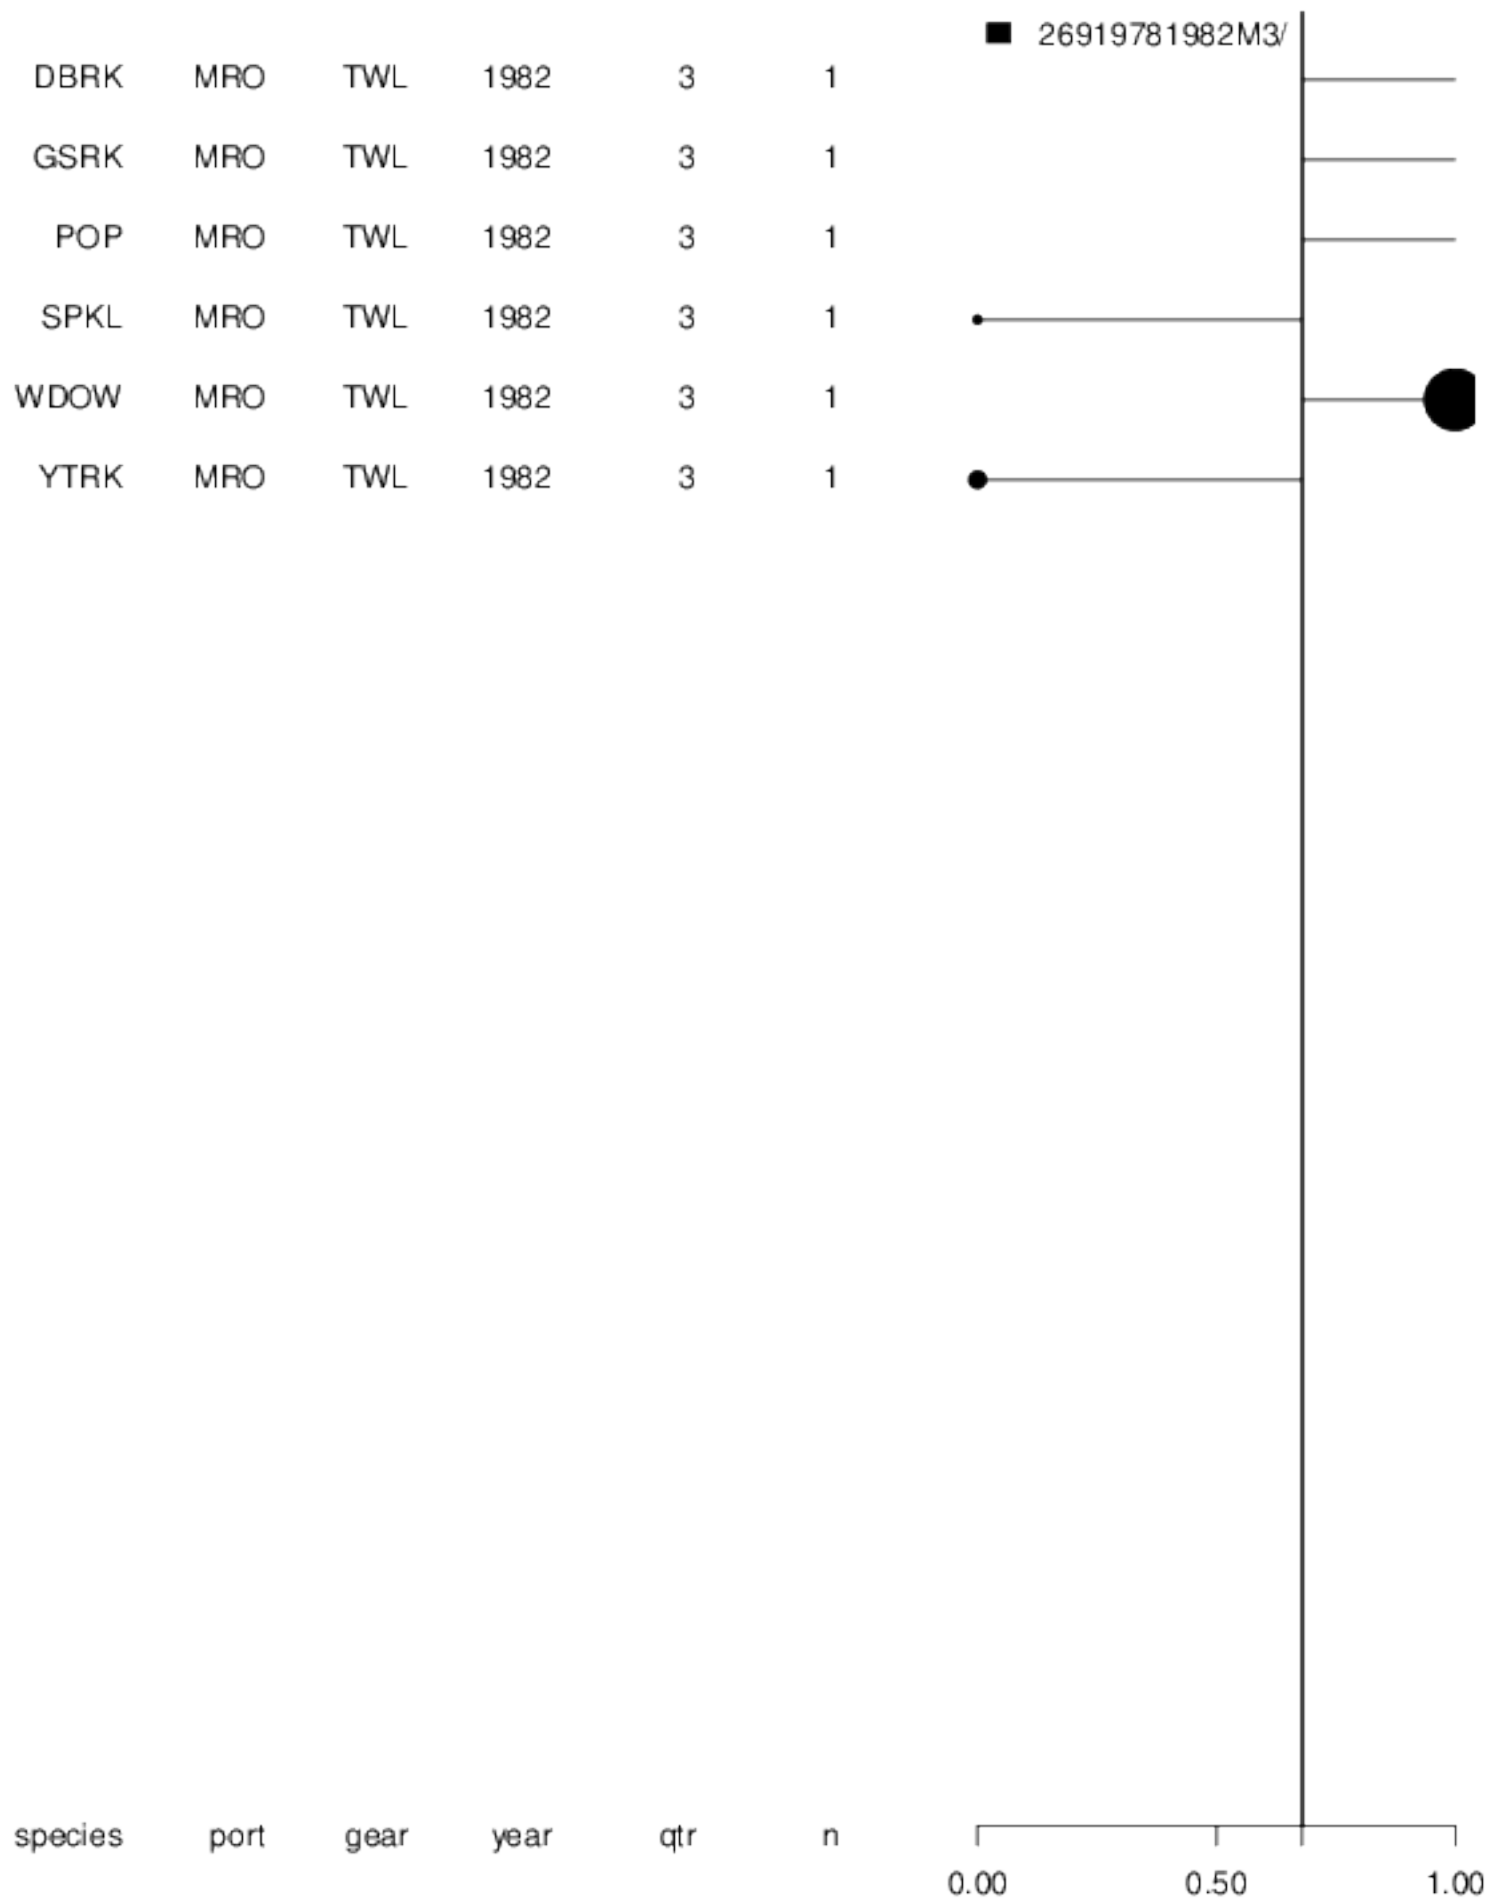 26919781982M3/
DBRK MRO TWL 1982 3 1
GSRK MRO TWL 1982 3 1
POP MRO TWL 1982 3 1
SPKL MRO TWL 1982 3 1
WDOW MRO TWL 1982 3 1
YTRK MRO TWL 1982 3 1
species port gear year qtr n
0.00 0.50 1.00